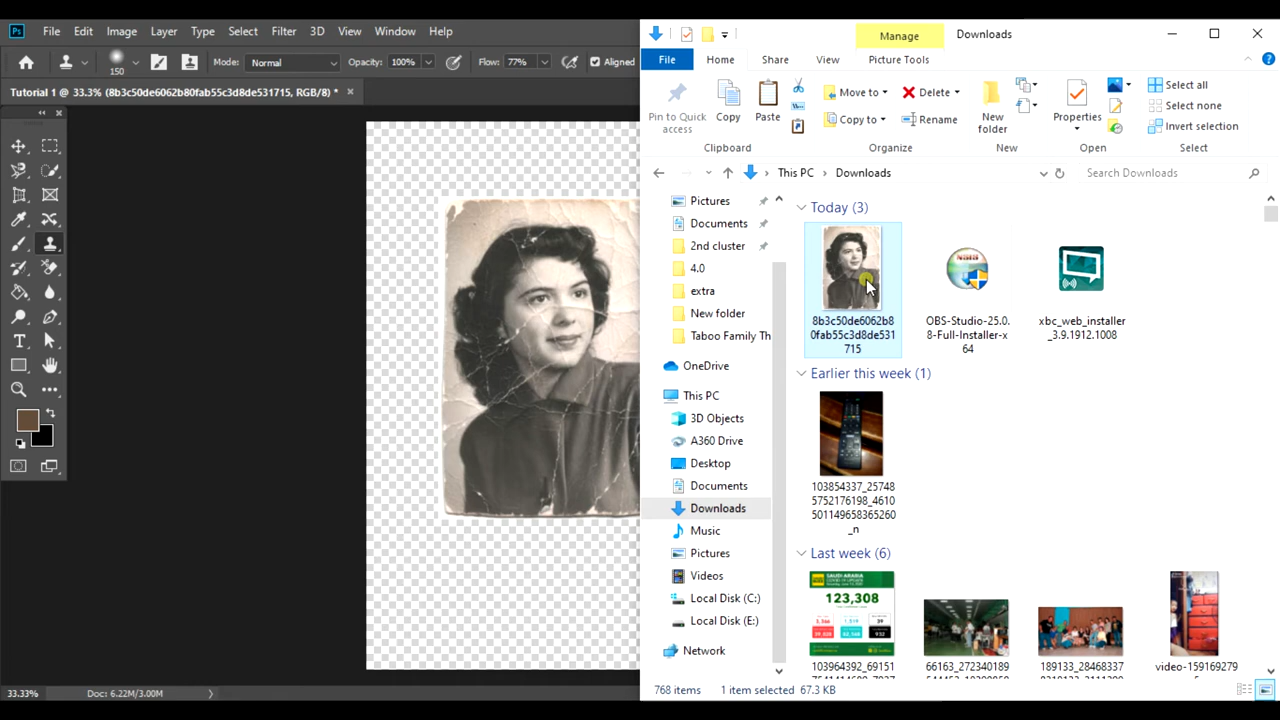 Ps File Edit Image Layer Type Select Filter 3D View Window Help
150 Mode: Normal Opacity: 100% Flow: 77% Aligned
Tutorial 1 @ 33.3% (8b3c50de6062b80fab55c3d8de531715, RGB/8) *
33.33% Doc: 6.22M/3.00M
Manage Downloads
File Home Share View Picture Tools
Pin to Quick access
Copy
Paste
Clipboard
Move to
Copy to
Delete
Rename
Organize
New folder
New
Properties
Open
Select all
Select none
Invert selection
Select
This PC Downloads
Search Downloads
Pictures
Documents
2nd cluster
4.0
extra
New folder
Taboo Family Th
OneDrive
This PC
3D Objects
A360 Drive
Desktop
Documents
Downloads
Music
Pictures
Videos
Local Disk (C:)
Local Disk (E:)
Network
Today (3)
8b3c50de6062b8
0fab55c3d8de531
715
OBS-Studio-25.0.
8-Full-Installer-x
64
xbc_web_installer
_3.9.1912.1008
Earlier this week (1)
103854337_25748
5752176198_4610
501149658365260
_n
Last week (6)
SAUDI ARABIA
123,308
103964392_69151
66163_272340189
189133_28468337
video-159169279
768 items 1 item selected 67.3 KB